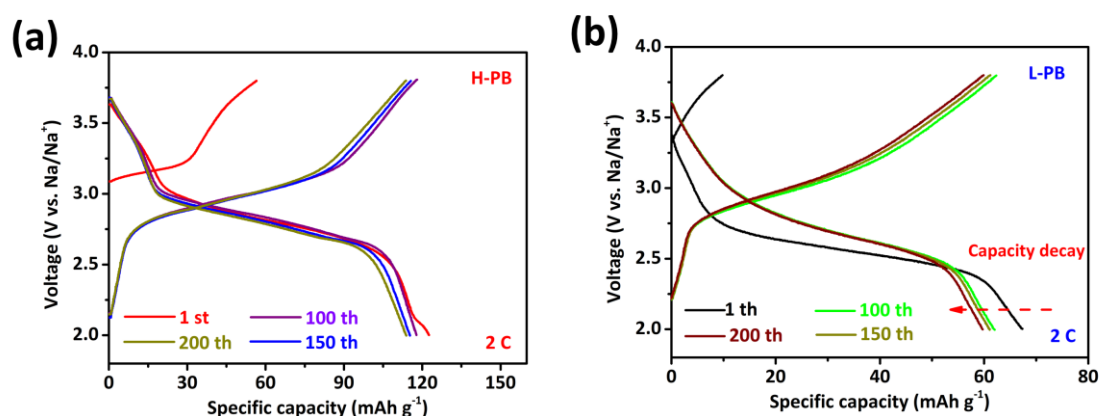 (a)
4.0
3.5
3.0
2.5
2.0
Voltage (V vs. Na/Na⁺)
H-PB
1 st
100 th
200 th
150 th
2 C
0 30 60 90 120 150
Specific capacity (mAh g⁻¹)
(b)
4.0
3.5
3.0
2.5
2.0
Voltage (V vs. Na/Na⁺)
L-PB
Capacity decay
1 th
100 th
200 th
150 th
2 C
0 20 40 60 80
Specific capacity (mAh g⁻¹)